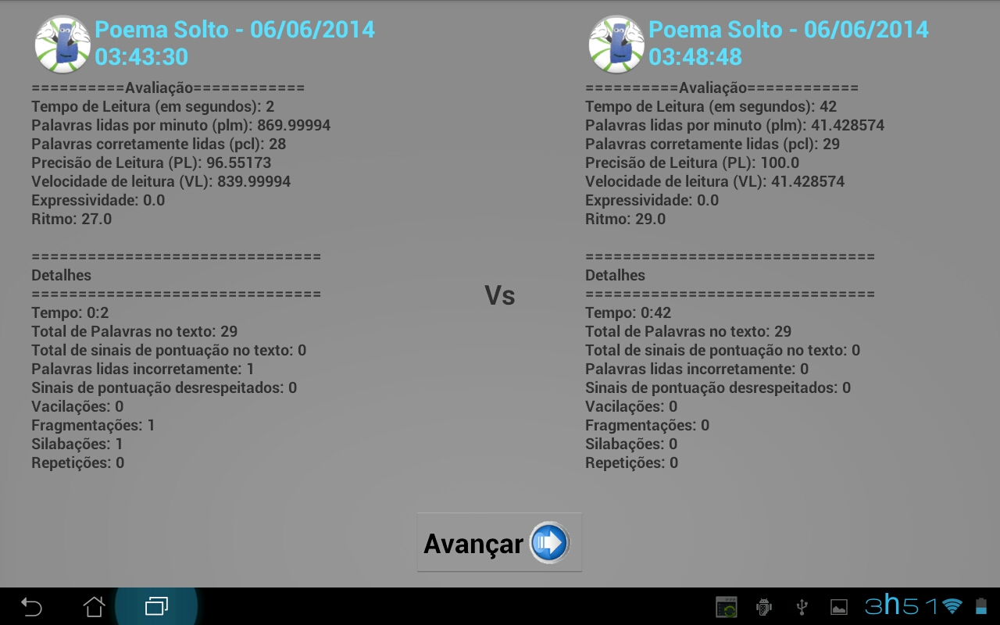 Poema Solto - 06/06/2014
03:43:30
==========Avaliação============
Tempo de Leitura (em segundos): 2
Palavras lidas por minuto (plm): 869.99994
Palavras corretamente lidas (pcl): 28
Precisão de Leitura (PL): 96.55173
Velocidade de leitura (VL): 839.99994
Expressividade: 0.0
Ritmo: 27.0
===============================
Detalhes
===============================
Tempo: 0:2
Total de Palavras no texto: 29
Total de sinais de pontuação no texto: 0
Palavras lidas incorretamente: 1
Sinais de pontuação desrespeitados: 0
Vacilações: 0
Fragmentações: 1
Silabações: 1
Repetições: 0
Vs
Poema Solto - 06/06/2014
03:48:48
==========Avaliação============
Tempo de Leitura (em segundos): 42
Palavras lidas por minuto (plm): 41.428574
Palavras corretamente lidas (pcl): 29
Precisão de Leitura (PL): 100.0
Velocidade de leitura (VL): 41.428574
Expressividade: 0.0
Ritmo: 29.0
===============================
Detalhes
===============================
Tempo: 0:42
Total de Palavras no texto: 29
Total de sinais de pontuação no texto: 0
Palavras lidas incorretamente: 0
Sinais de pontuação desrespeitados: 0
Vacilações: 0
Fragmentações: 0
Silabações: 0
Repetições: 0
Avançar
3h51